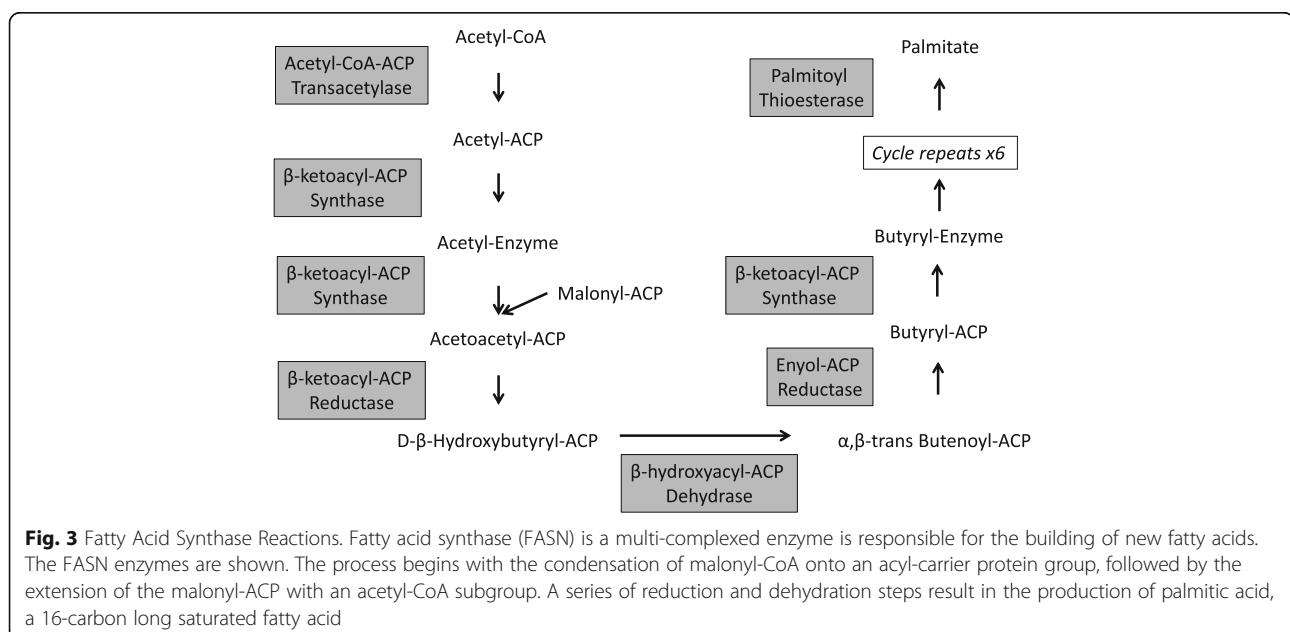 Acetyl-CoA
Acetyl-CoA-ACP
Transacetylase
Acetyl-ACP
β-ketoacyl-ACP
Synthase
Acetyl-Enzyme
β-ketoacyl-ACP
Synthase
Malonyl-ACP
Acetoacetyl-ACP
β-ketoacyl-ACP
Reductase
D-β-Hydroxybutyryl-ACP
β-hydroxyacyl-ACP
Dehydrase
α,β-trans Butenoyl-ACP
Enyol-ACP
Reductase
Butyryl-ACP
β-ketoacyl-ACP
Synthase
Butyryl-Enzyme
Cycle repeats x6
Palmitoyl
Thioesterase
Palmitate
Fig. 3 Fatty Acid Synthase Reactions. Fatty acid synthase (FASN) is a multi-complexed enzyme is responsible for the building of new fatty acids.
The FASN enzymes are shown. The process begins with the condensation of malonyl-CoA onto an acyl-carrier protein group, followed by the
extension of the malonyl-ACP with an acetyl-CoA subgroup. A series of reduction and dehydration steps result in the production of palmitic acid,
a 16-carbon long saturated fatty acid